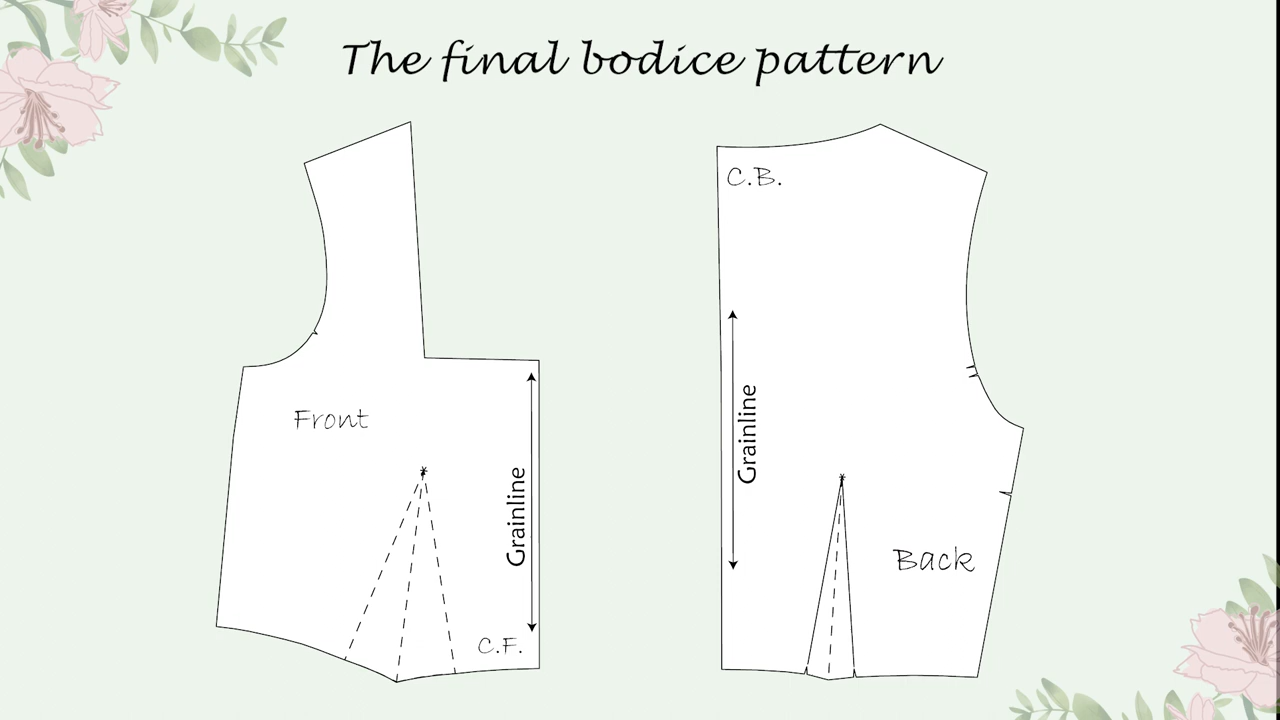 The final bodice pattern
C.B.
Grainline
Front
Grainline
Back
C.F.